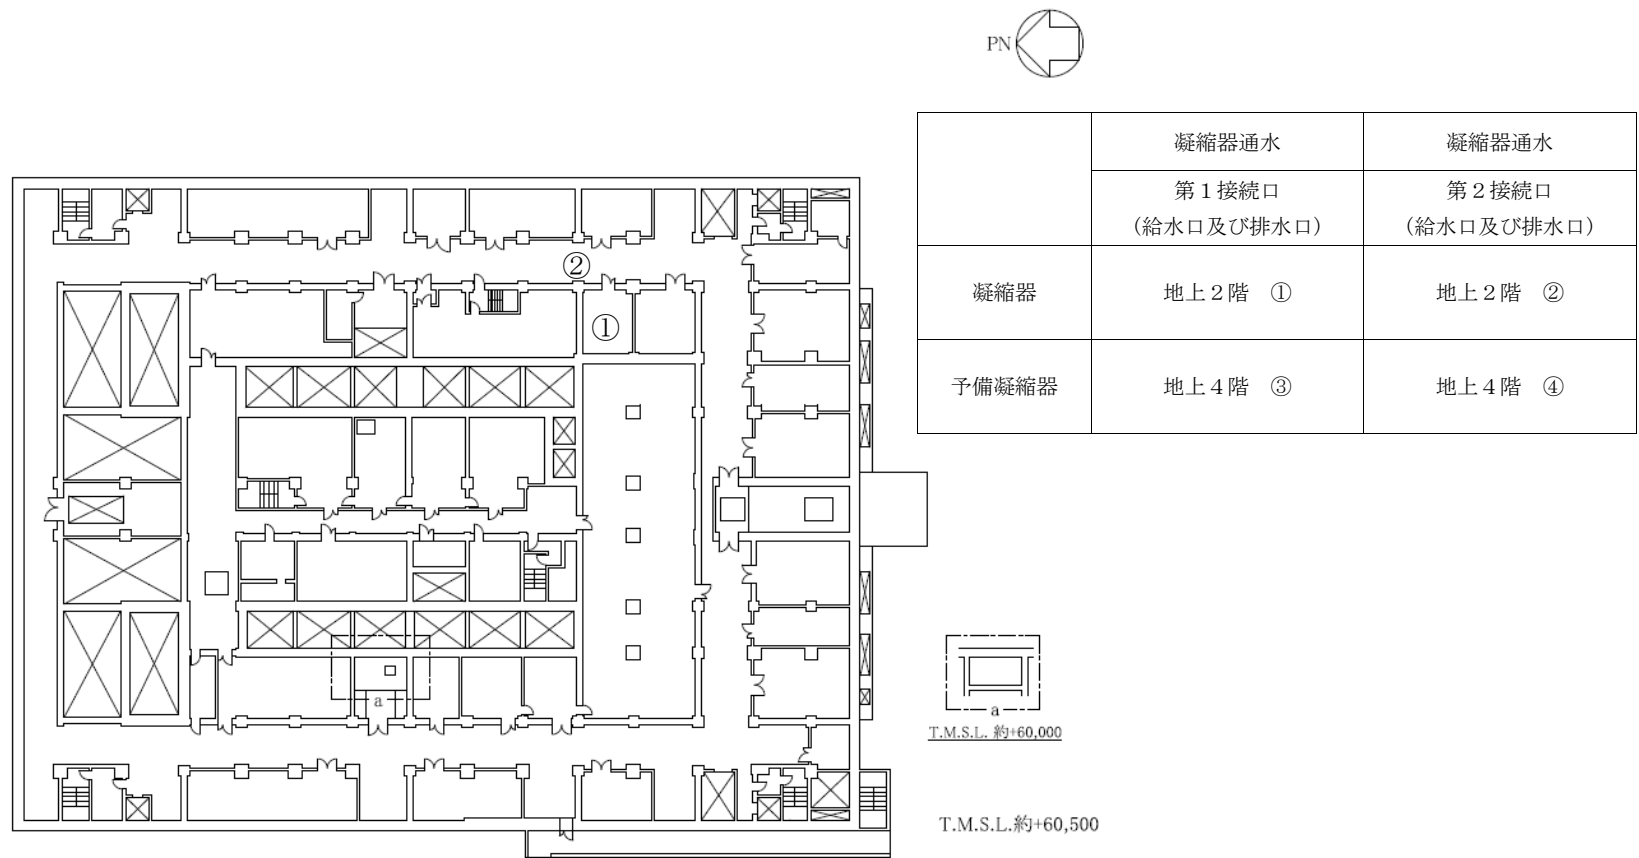 PN
凝縮器通水
凝縮器通水
第１接続口
(給水口及び排水口)
第２接続口
(給水口及び排水口)
凝縮器
地上２階　①
地上２階　②
予備凝縮器
地上４階　③
地上４階　④
②
①
a
a
T.M.S.L. 約+60,000
T.M.S.L.約+60,500